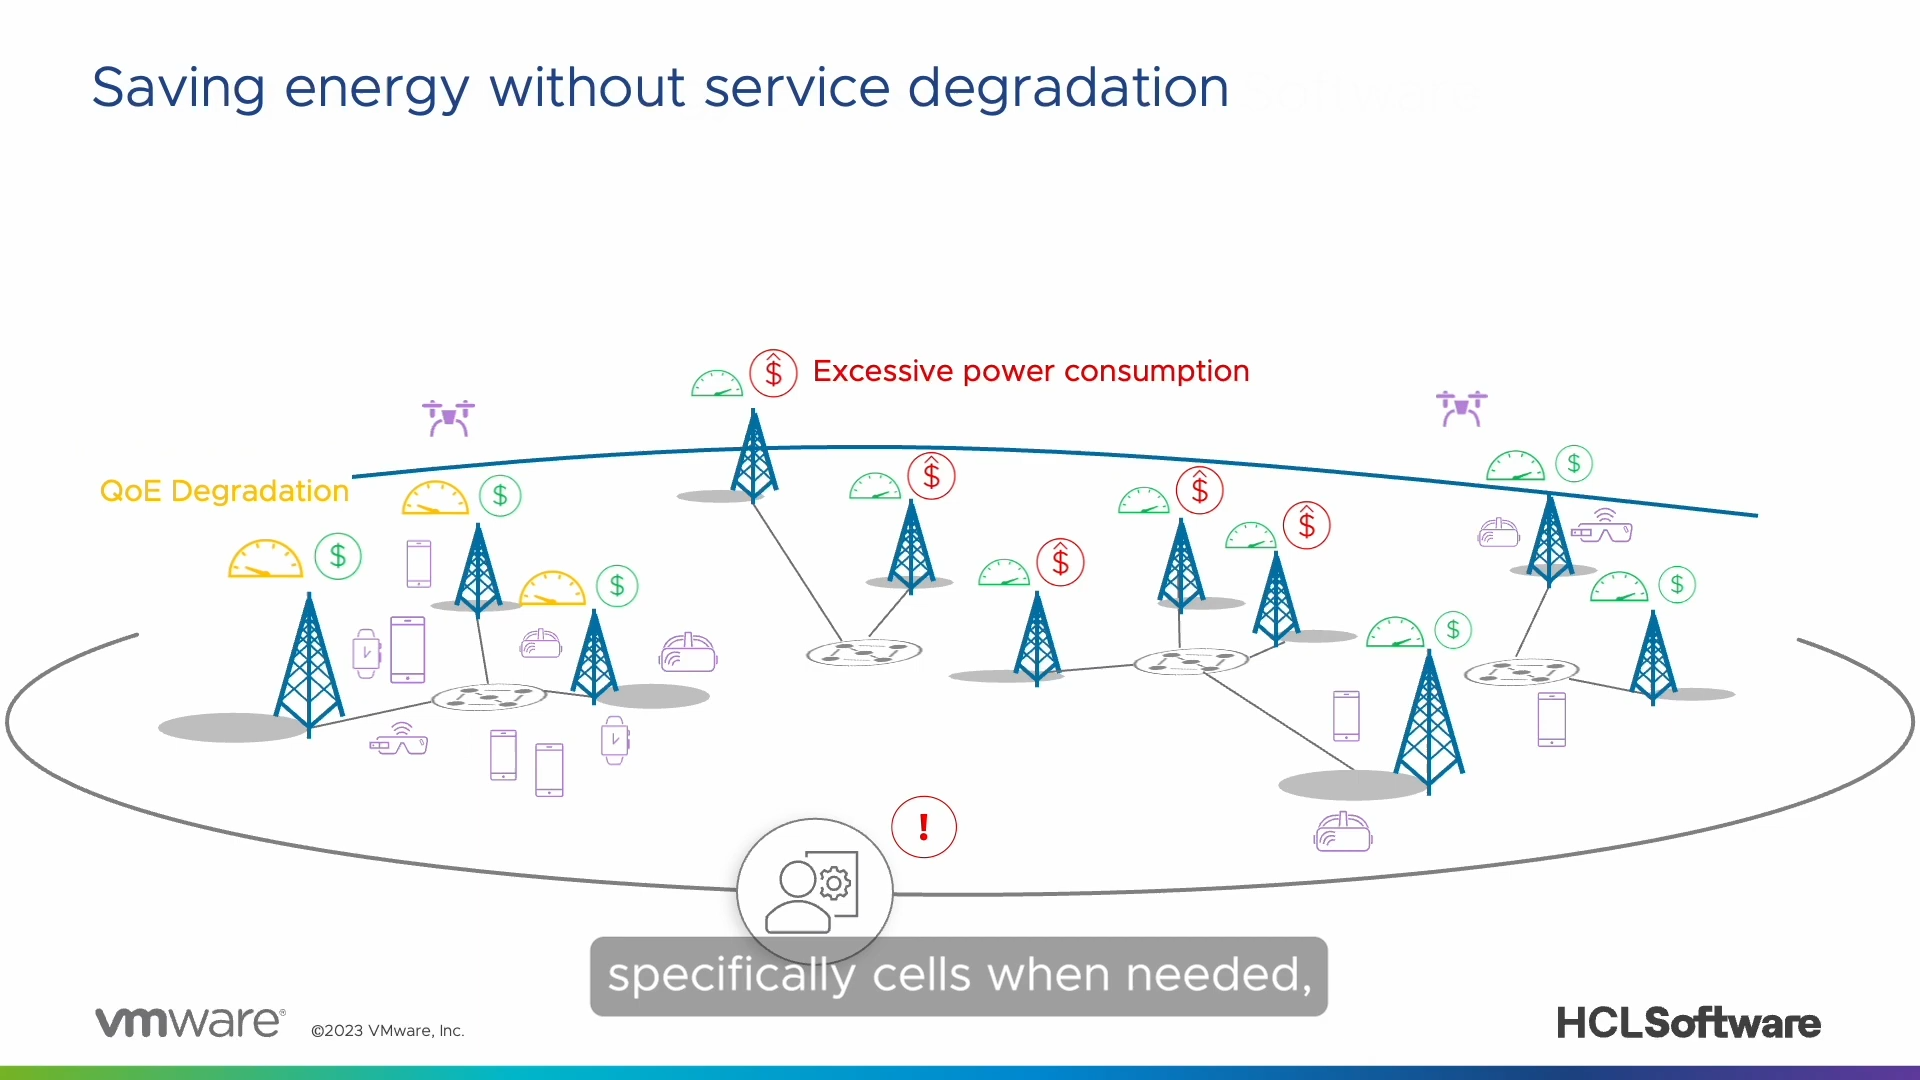 Saving energy without service degradation
Excessive power consumption
QoE Degradation
specifically cells when needed,
vmware® ©2023 VMware, Inc.
HCLSoftware